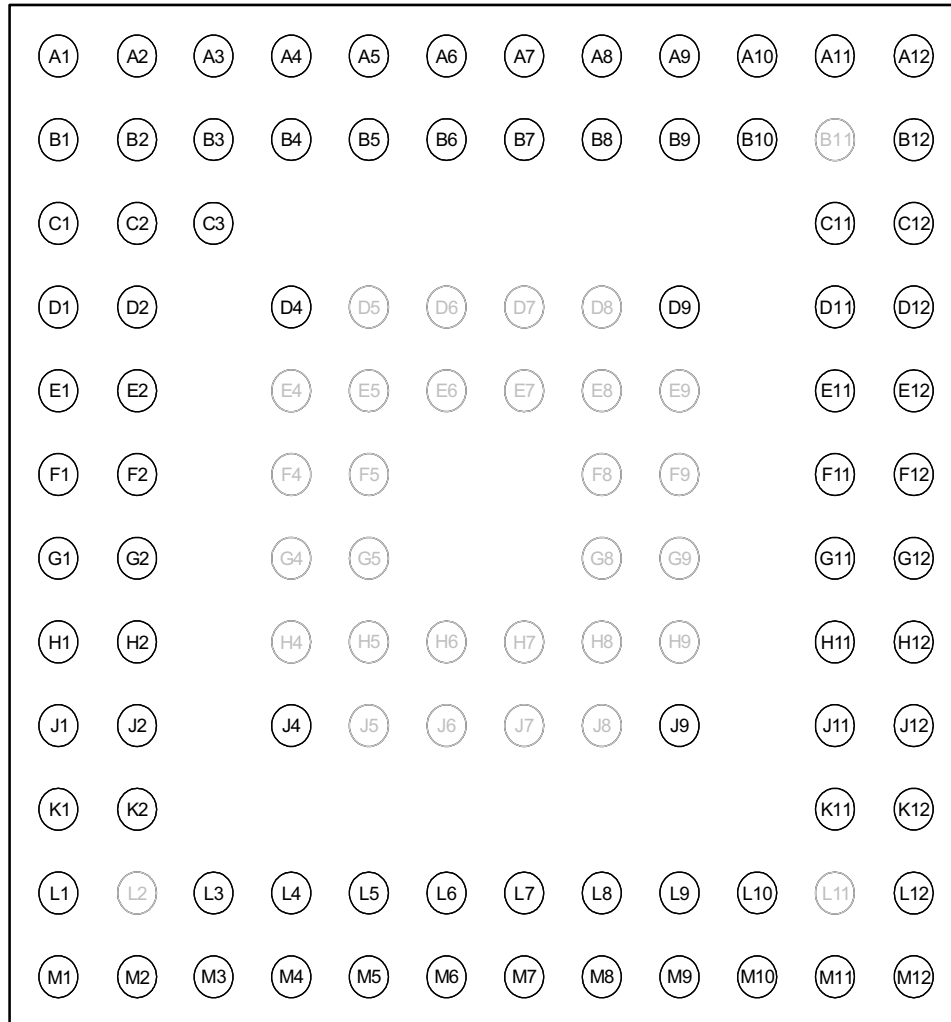 A1 A2 A3 A4 A5 A6 A7 A8 A9 A10 A11 A12
B1 B2 B3 B4 B5 B6 B7 B8 B9 B10 B11 B12
C1 C2 C3 C11 C12
D1 D2 D4 D5 D6 D7 D8 D9 D11 D12
E1 E2 E4 E5 E6 E7 E8 E9 E11 E12
F1 F2 F4 F5 F8 F9 F11 F12
G1 G2 G4 G5 G8 G9 G11 G12
H1 H2 H4 H5 H6 H7 H8 H9 H11 H12
J1 J2 J4 J5 J6 J7 J8 J9 J11 J12
K1 K2 K11 K12
L1 L2 L3 L4 L5 L6 L7 L8 L9 L10 L11 L12
M1 M2 M3 M4 M5 M6 M7 M8 M9 M10 M11 M12